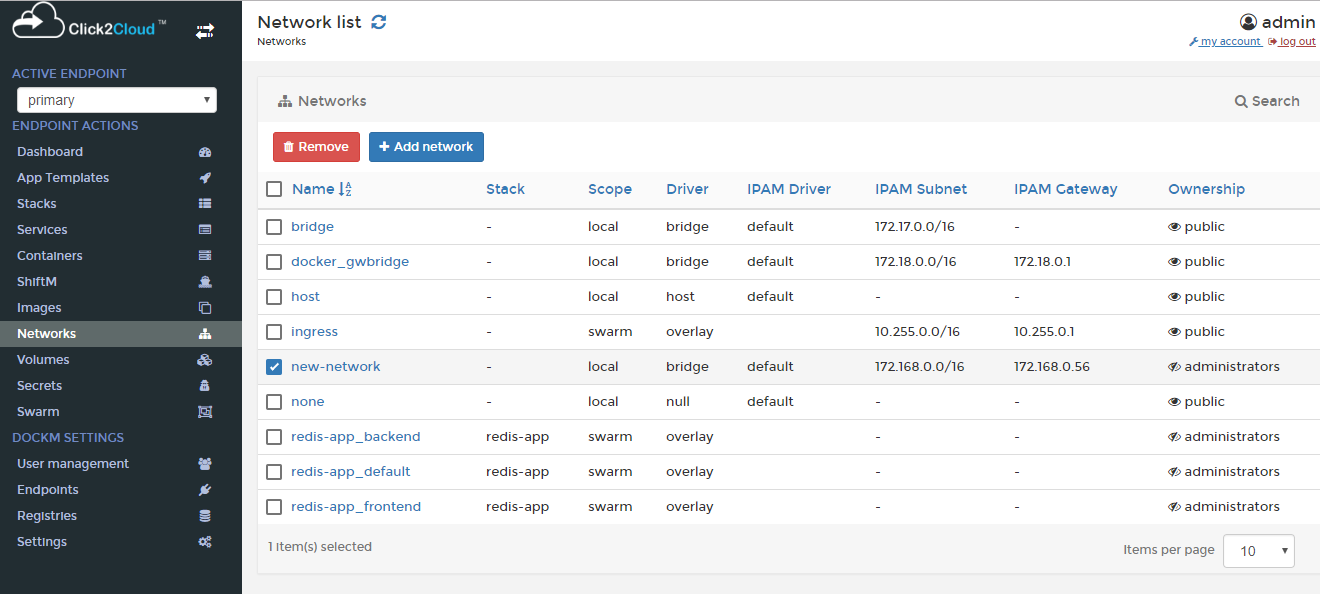 Click2Cloud™
ACTIVE ENDPOINT
primary
ENDPOINT ACTIONS
Dashboard
App Templates
Stacks
Services
Containers
ShiftM
Images
Networks
Volumes
Secrets
Swarm
DOCKM SETTINGS
User management
Endpoints
Registries
Settings
Network list
Networks
admin
my account log out
Networks Search
Remove Add network
Name Stack Scope Driver IPAM Driver IPAM Subnet IPAM Gateway Ownership
bridge - local bridge default 172.17.0.0/16 - public
docker_gwbridge - local bridge default 172.18.0.0/16 172.18.0.1 public
host - local host default - - public
ingress - swarm overlay 10.255.0.0/16 10.255.0.1 public
new-network - local bridge default 172.168.0.0/16 172.168.0.56 administrators
none - local null default - - public
redis-app_backend redis-app swarm overlay - - administrators
redis-app_default redis-app swarm overlay - - administrators
redis-app_frontend redis-app swarm overlay - - administrators
1 item(s) selected
Items per page 10